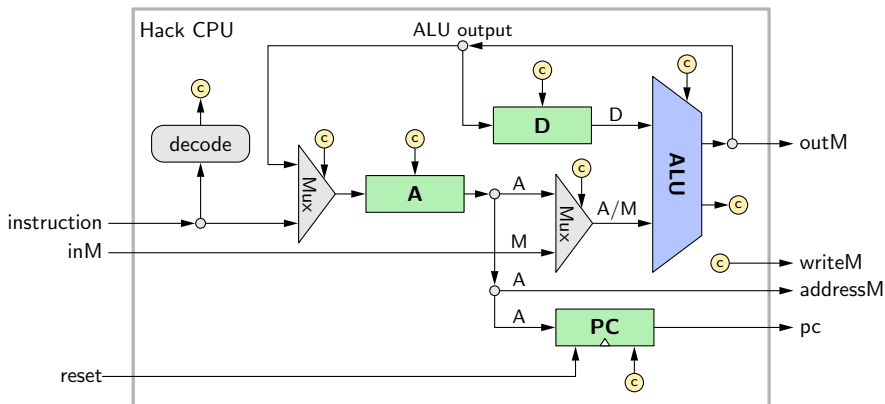 Hack CPU
ALU output
c
c
c
D
D
decode
ALU
outM
c
c
c
Mux
A
A
Mux
A/M
c
instruction
inM
M
c
writeM
A
addressM
A
PC
pc
reset
c